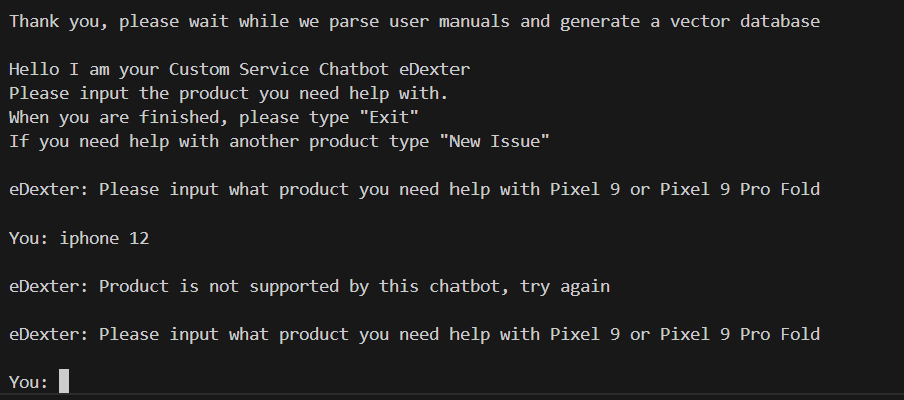 Thank you, please wait while we parse user manuals and generate a vector database
Hello I am your Custom Service Chatbot eDexter
Please input the product you need help with.
When you are finished, please type "Exit"
If you need help with another product type "New Issue"
eDexter: Please input what product you need help with Pixel 9 or Pixel 9 Pro Fold
You: iphone 12
eDexter: Product is not supported by this chatbot, try again
eDexter: Please input what product you need help with Pixel 9 or Pixel 9 Pro Fold
You: